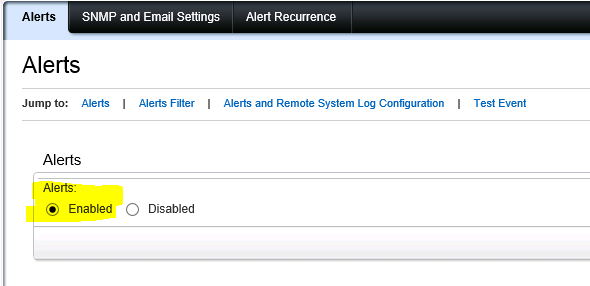 Alerts SNMP and Email Settings Alert Recurrence
Alerts
Jump to: Alerts | Alerts Filter | Alerts and Remote System Log Configuration | Test Event
Alerts
Alerts:
Enabled Disabled